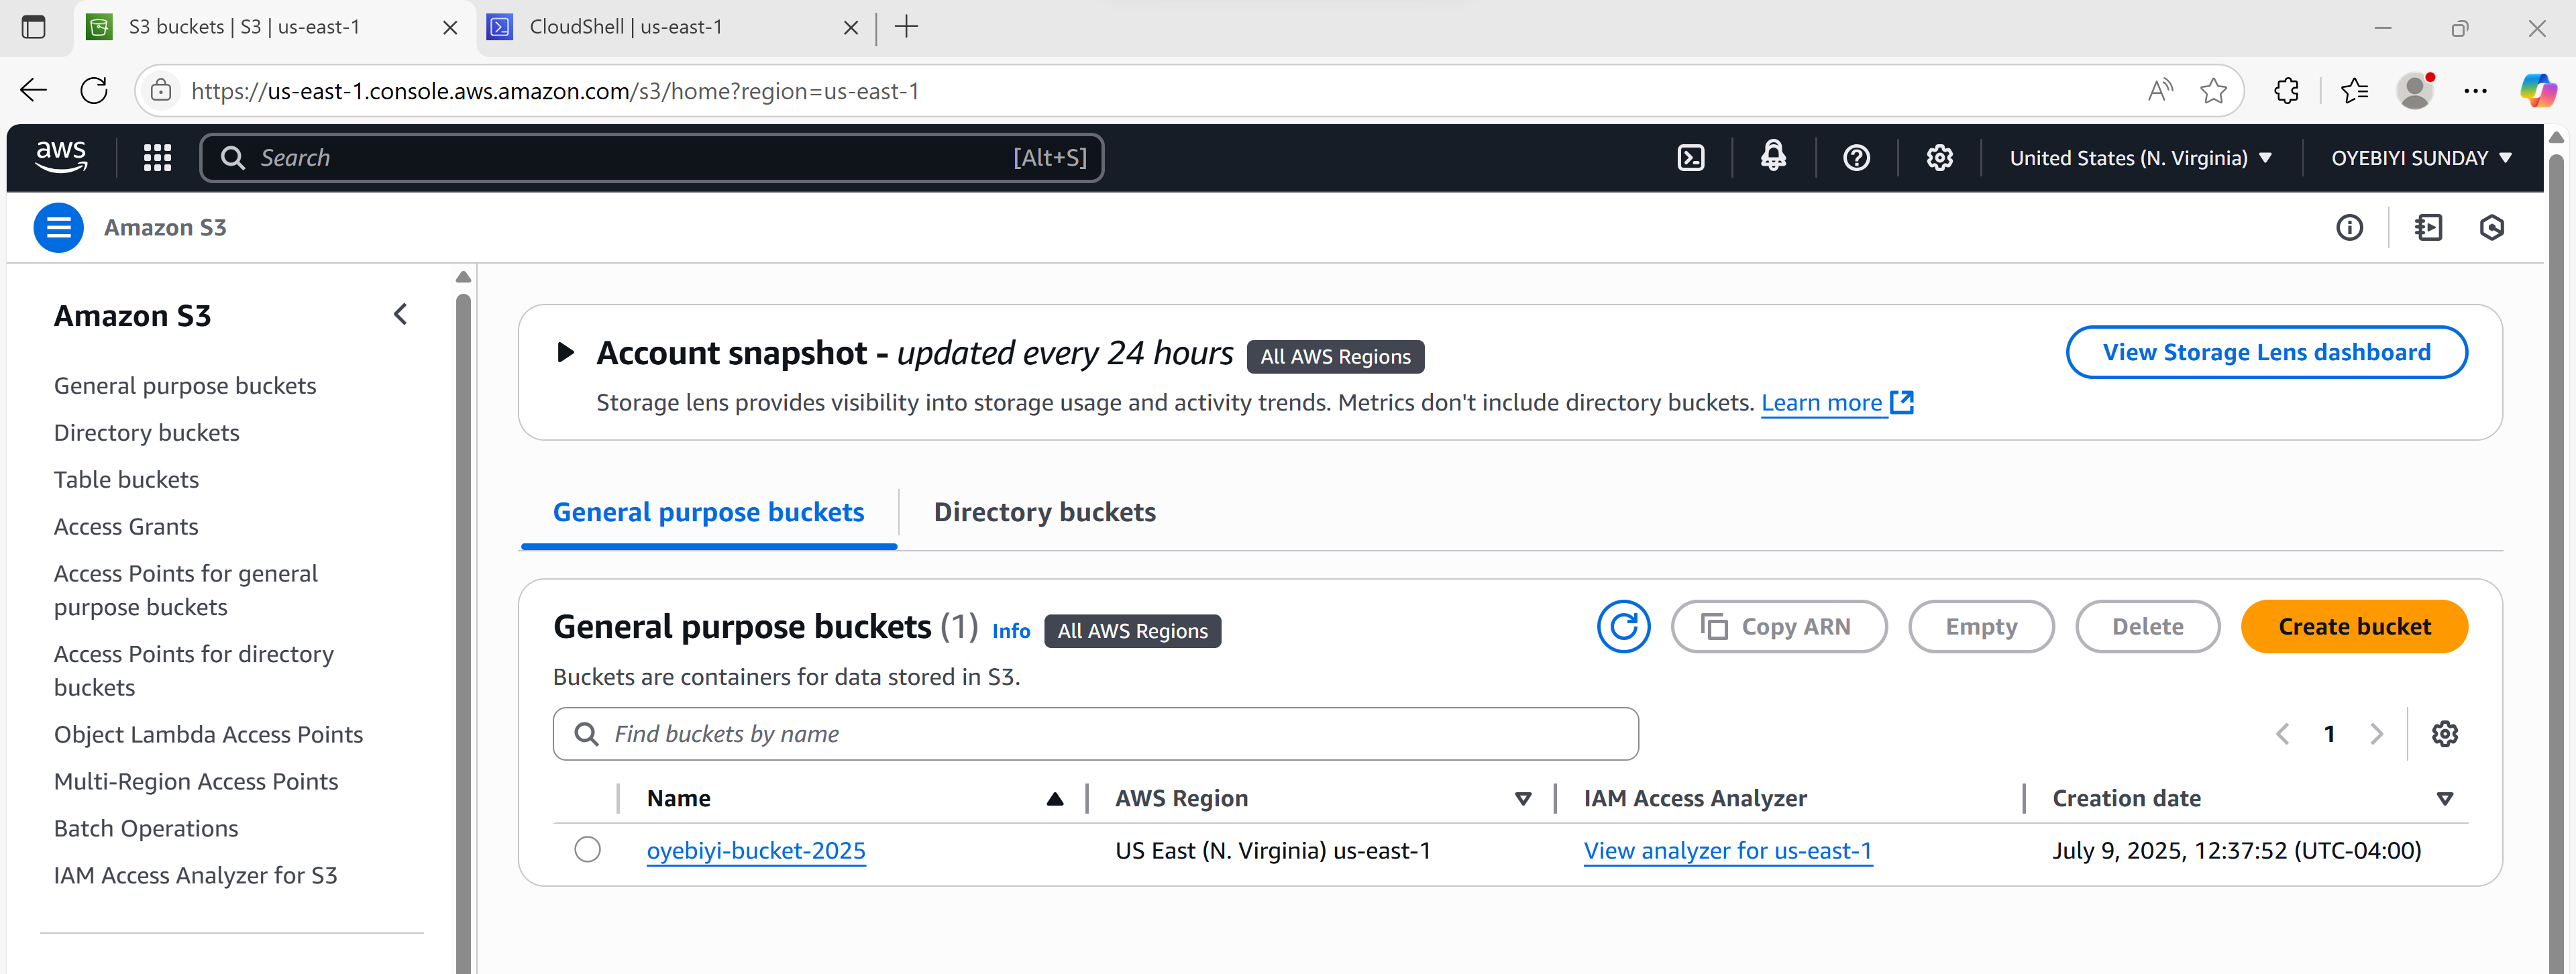 S3 buckets | S3 | us-east-1
CloudShell | us-east-1
https://us-east-1.console.aws.amazon.com/s3/home?region=us-east-1
aws
Search [Alt+S]
United States (N. Virginia)
OYEBIYI SUNDAY
Amazon S3
Amazon S3
General purpose buckets
Directory buckets
Table buckets
Access Grants
Access Points for general
purpose buckets
Access Points for directory
buckets
Object Lambda Access Points
Multi-Region Access Points
Batch Operations
IAM Access Analyzer for S3
Account snapshot - updated every 24 hours All AWS Regions
View Storage Lens dashboard
Storage lens provides visibility into storage usage and activity trends. Metrics don't include directory buckets. Learn more
General purpose buckets
Directory buckets
General purpose buckets (1) Info All AWS Regions
Copy ARN
Empty
Delete
Create bucket
Buckets are containers for data stored in S3.
Find buckets by name
1
Name AWS Region IAM Access Analyzer Creation date
oyebiyi-bucket-2025 US East (N. Virginia) us-east-1 View analyzer for us-east-1 July 9, 2025, 12:37:52 (UTC-04:00)